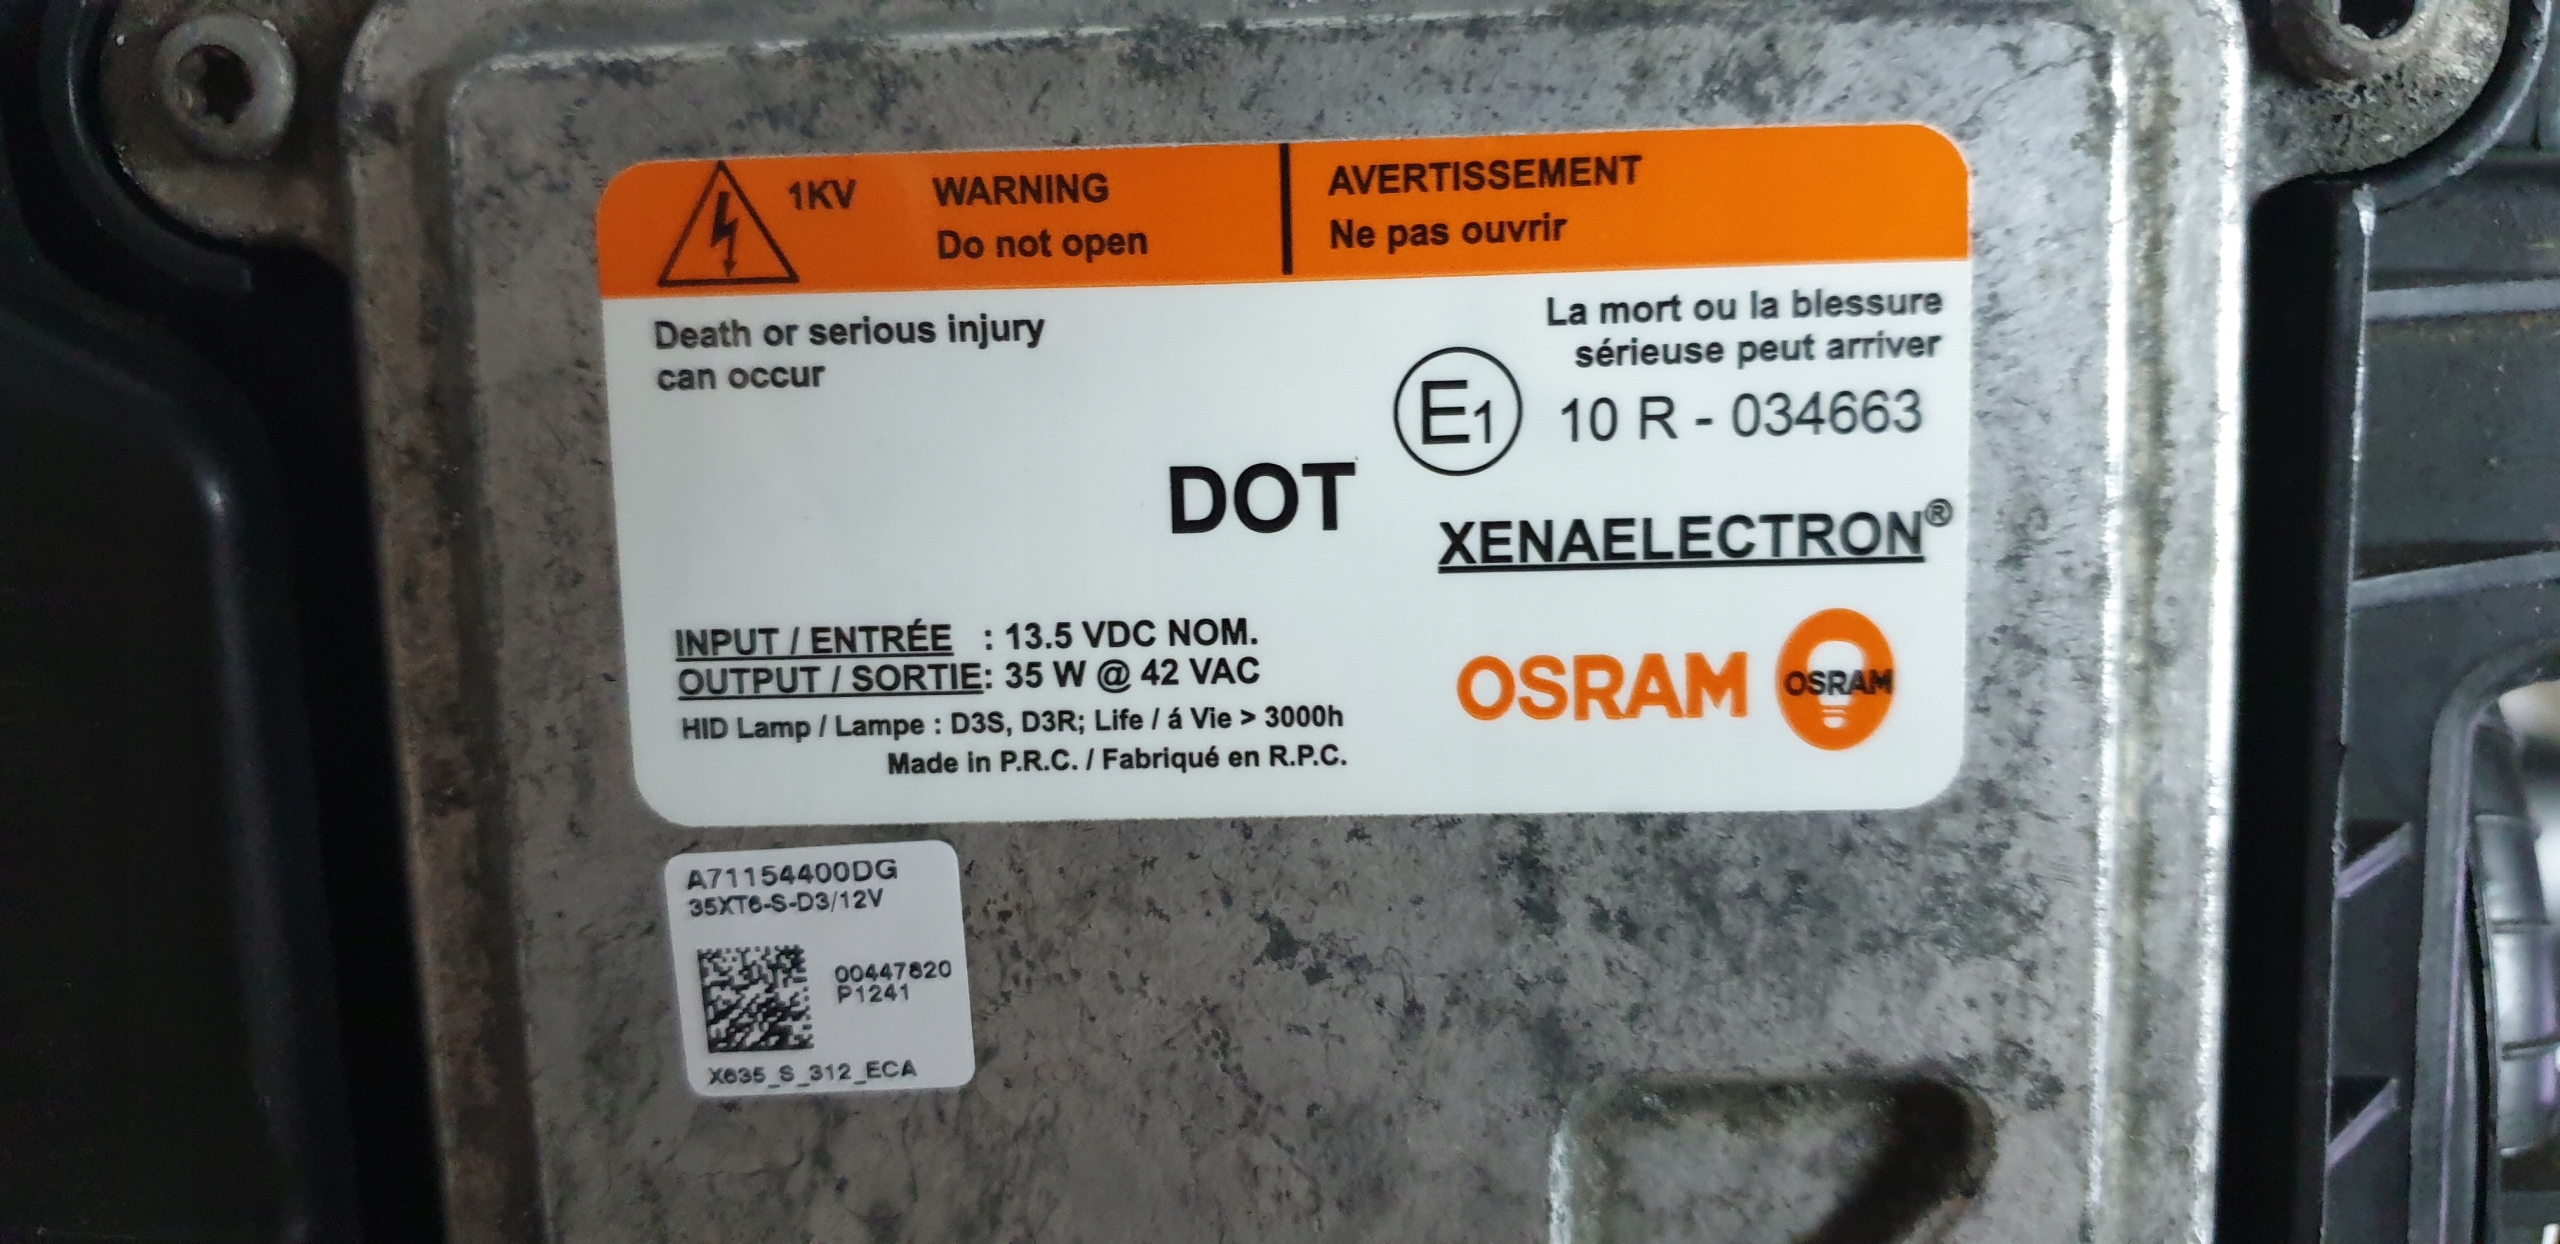 1KV
WARNING
Do not open
AVERTISSEMENT
Ne pas ouvrir
Death or serious injury
can occur
La mort ou la blessure
sérieuse peut arriver
E1 10 R - 034663
DOT
XENAELECTRON®
INPUT / ENTRÉE : 13.5 VDC NOM.
OUTPUT / SORTIE: 35 W @ 42 VAC
HID Lamp / Lampe : D3S, D3R; Life / á Vie > 3000h
Made in P.R.C. / Fabriqué en R.P.C.
OSRAM
OSRAM
A71154400DG
35XT6-S-D3/12V
00447820
P1241
X635_S_312_ECA